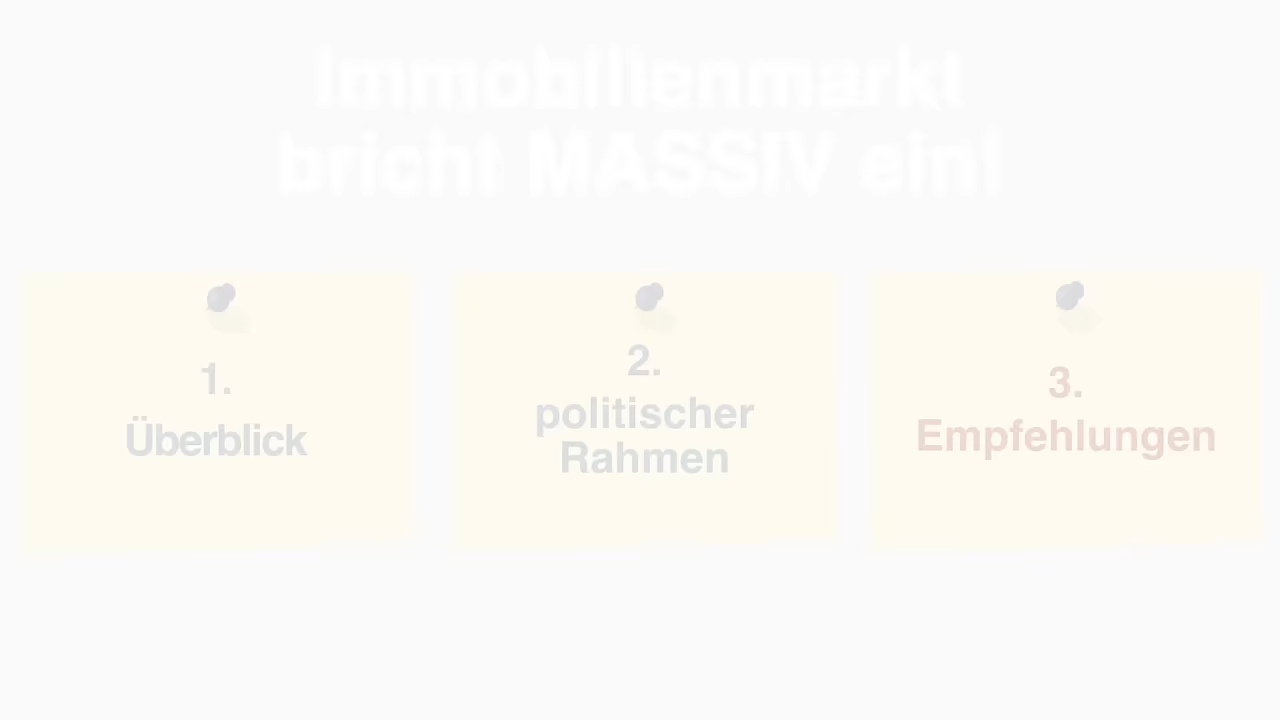 Immobilienmarkt
bricht MASSIV ein!
1.
Überblick
2.
politischer
Rahmen
3.
Empfehlungen